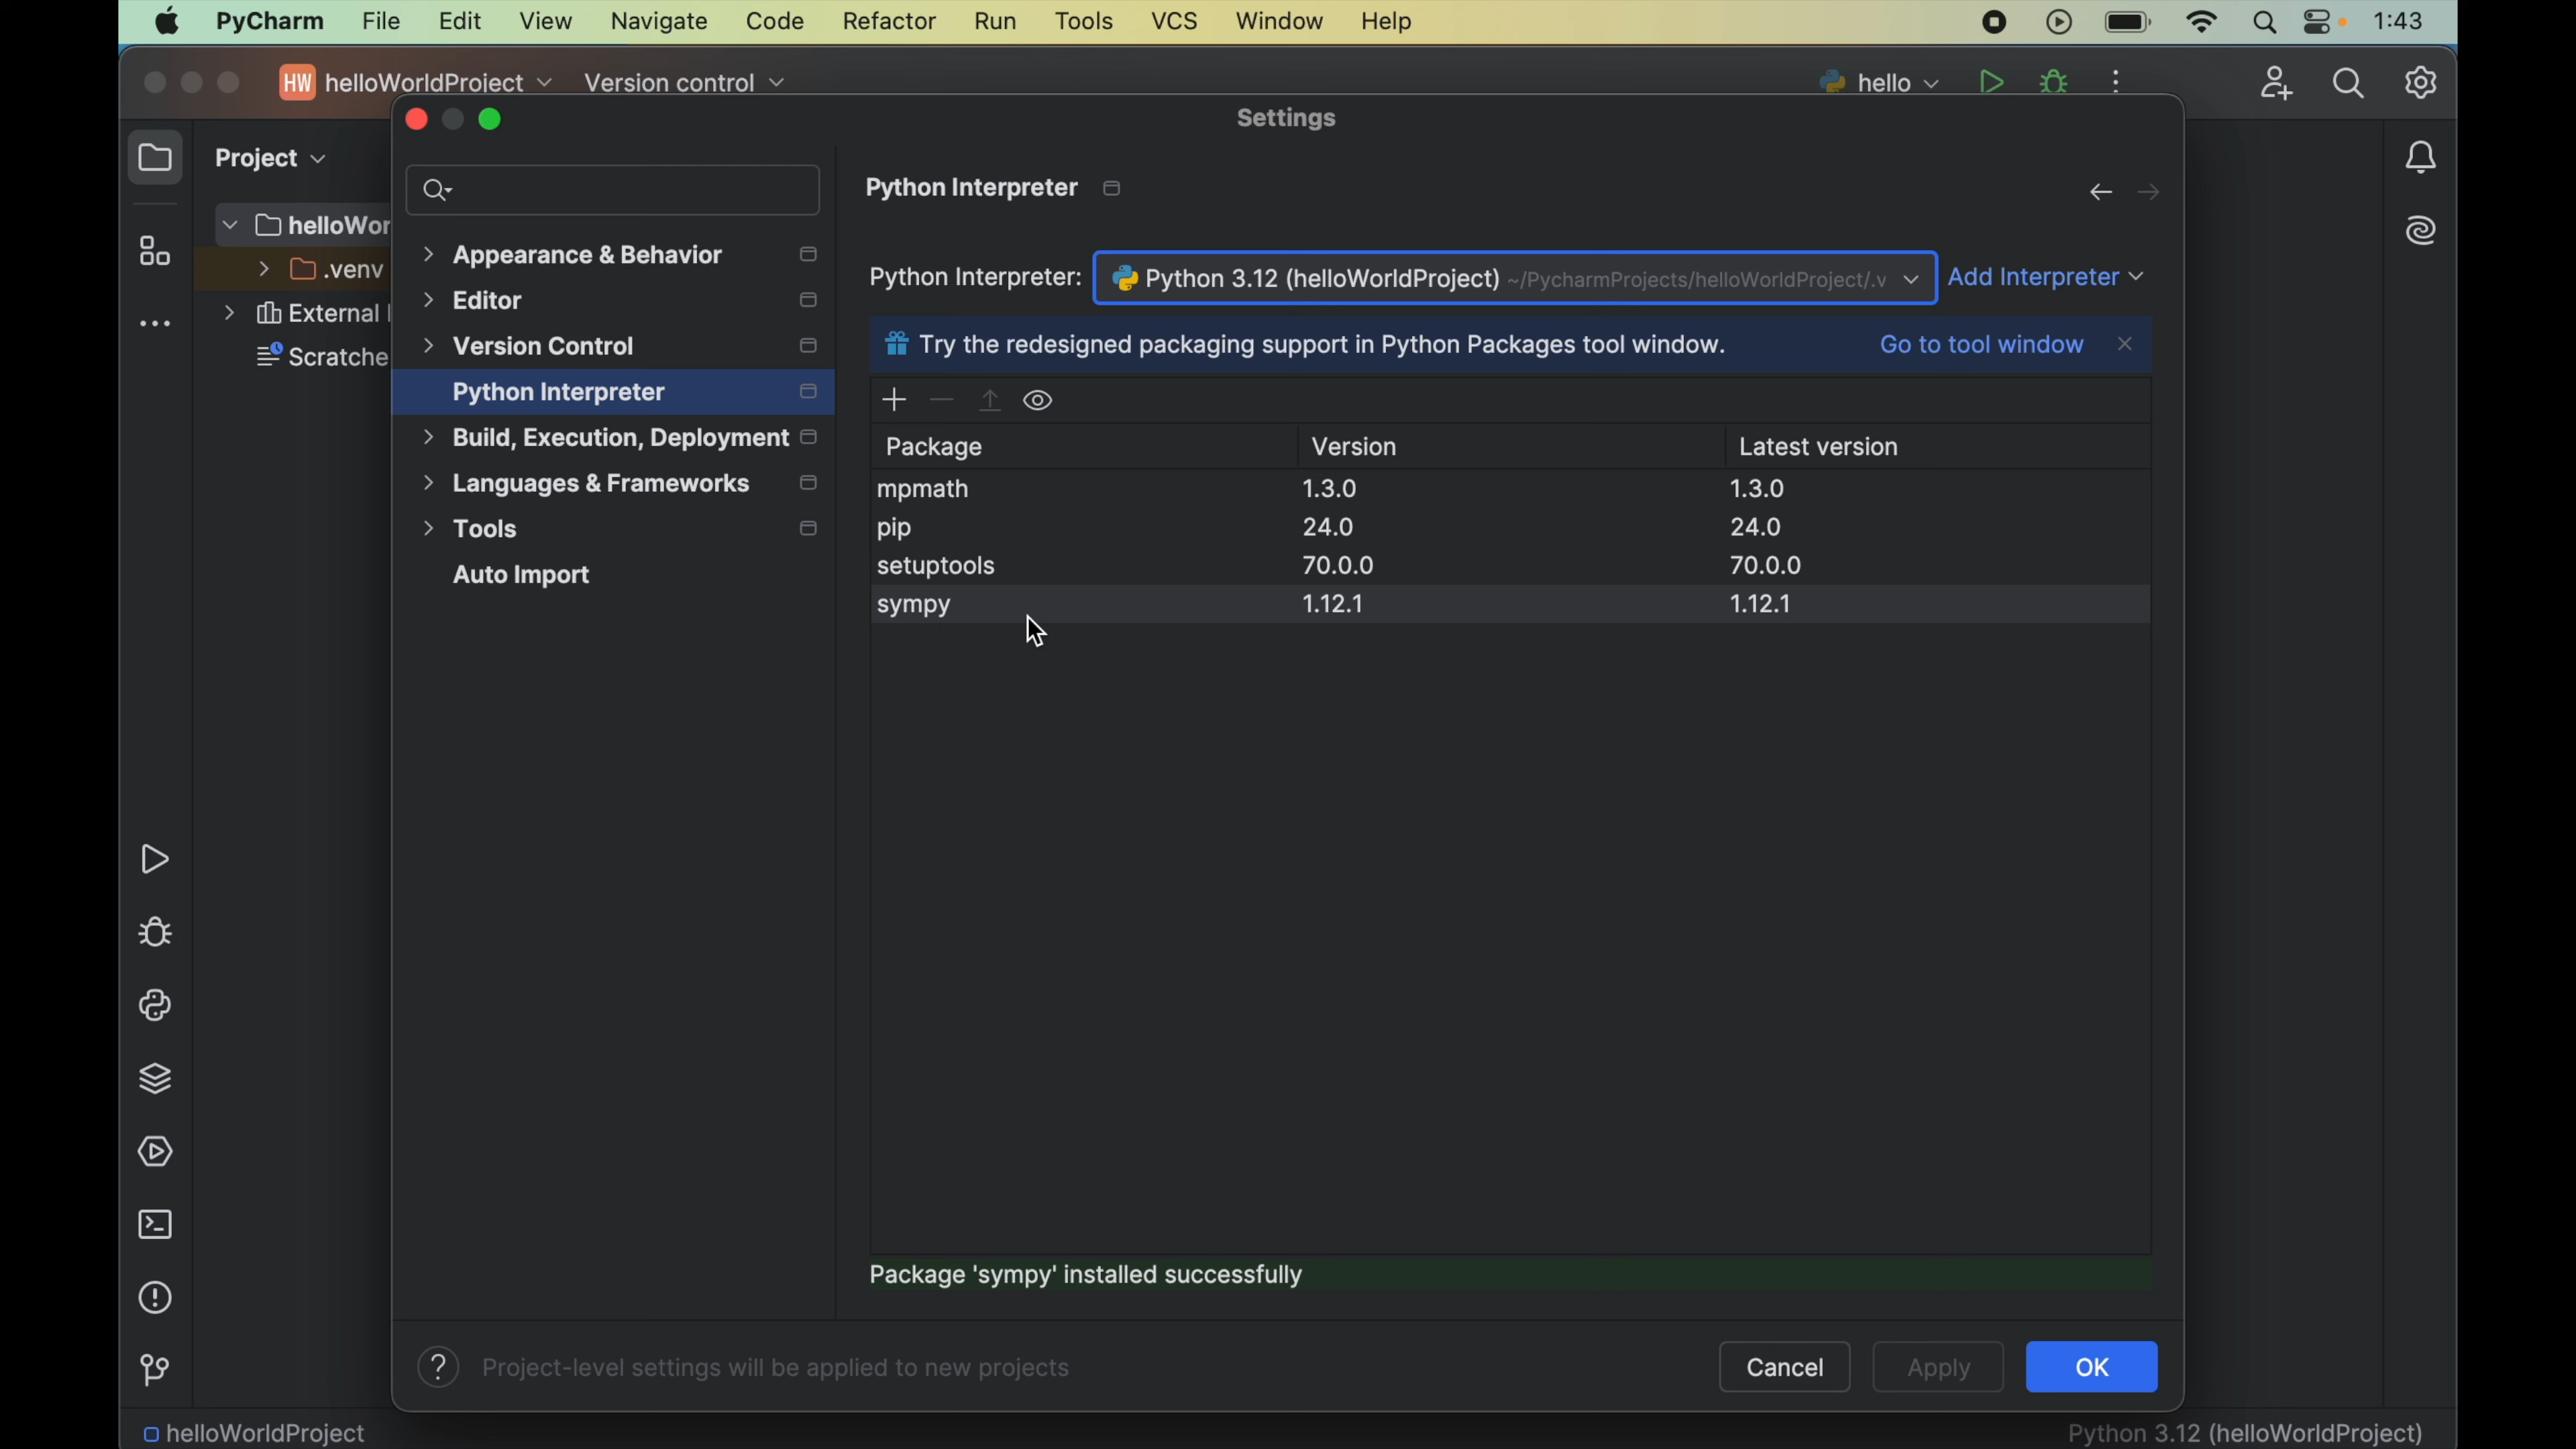 PyCharm File Edit View Navigate Code Refactor Run Tools VCS Window Help 1:43
HW helloWorldProject Version control hello
Settings
Project
helloWor
.venv
External
Scratche
Appearance & Behavior
Editor
Version Control
Python Interpreter
Build, Execution, Deployment
Languages & Frameworks
Tools
Auto Import
Python Interpreter
Python Interpreter: Python 3.12 (helloWorldProject) ~/PycharmProjects/helloWorldProject/.v Add Interpreter
Try the redesigned packaging support in Python Packages tool window. Go to tool window
Package Version Latest version
mpmath 1.3.0 1.3.0
pip 24.0 24.0
setuptools 70.0.0 70.0.0
sympy 1.12.1 1.12.1
Package 'sympy' installed successfully
? Project-level settings will be applied to new projects Cancel Apply OK
helloWorldProject Python 3.12 (helloWorldProject)